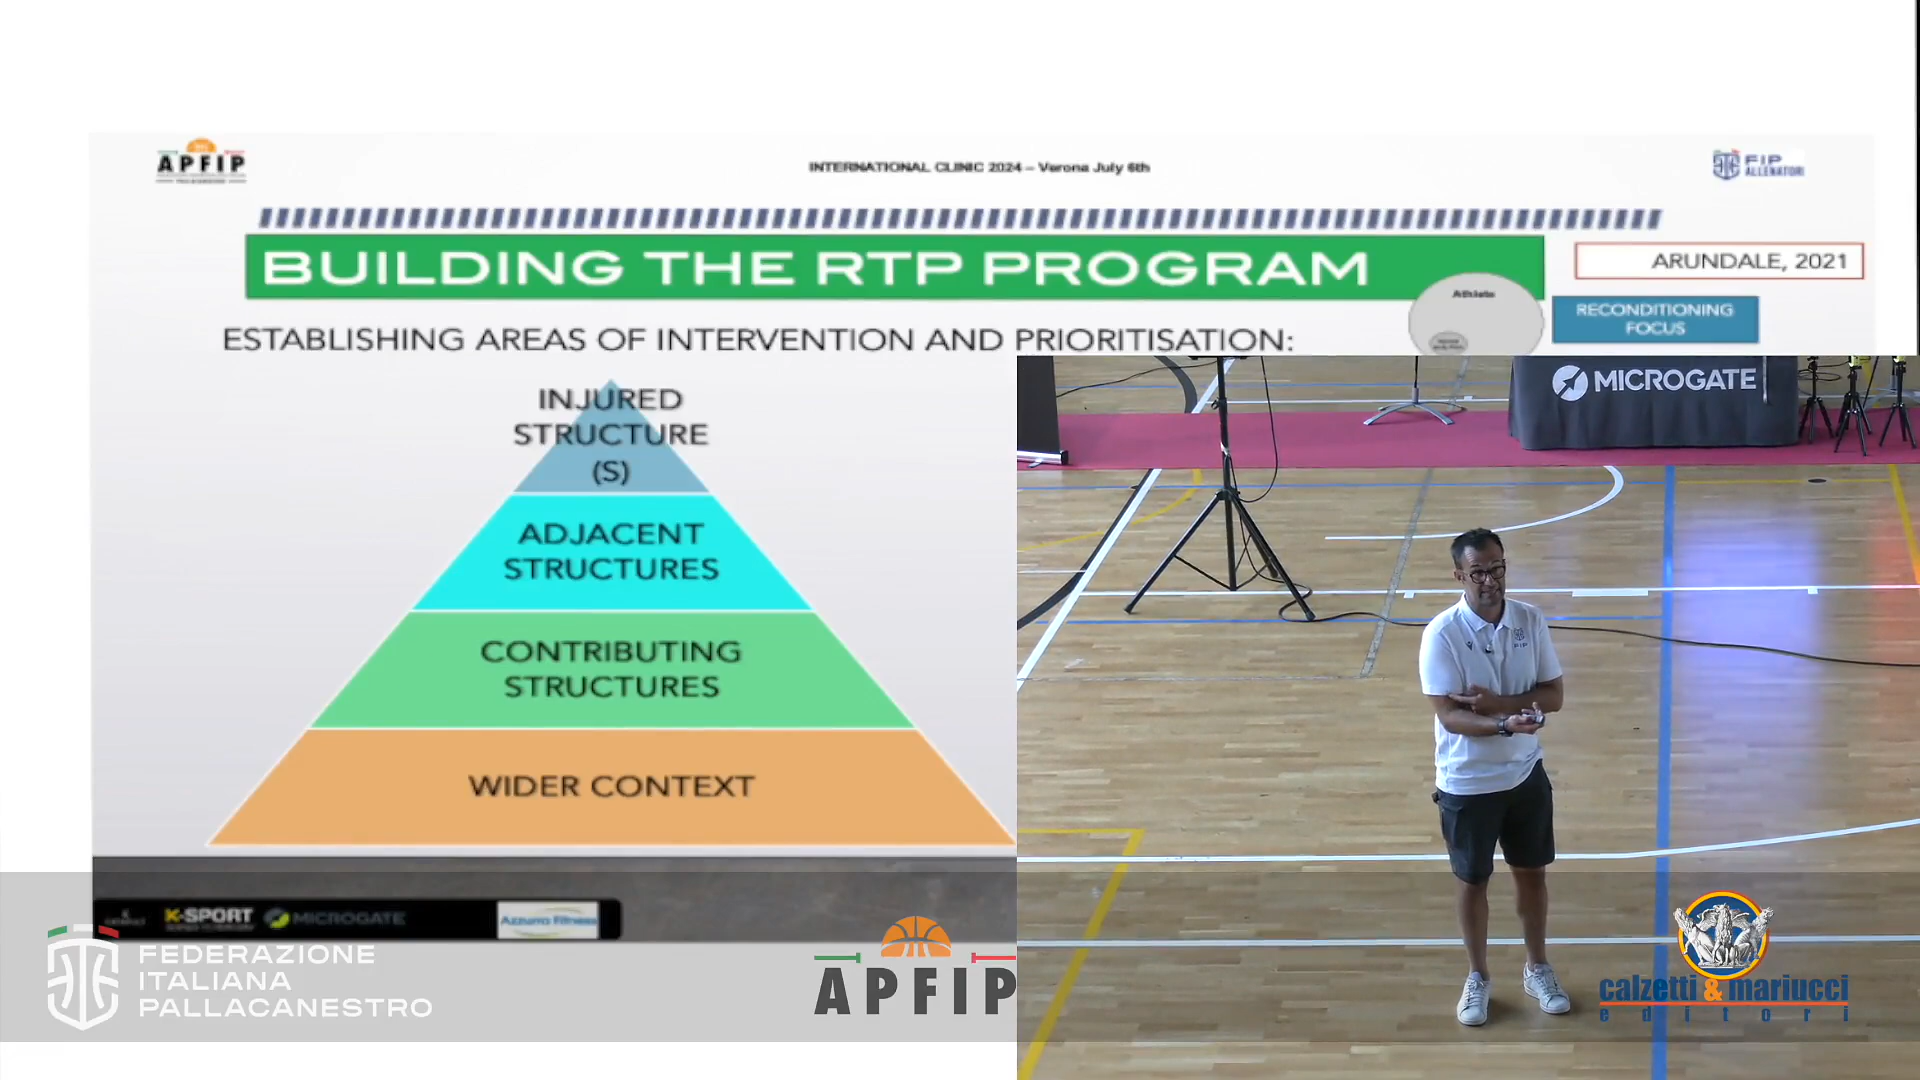 APFIP
INTERNATIONAL CLINIC 2024 – Verona July 6th
FIP
ALLENATORI
BUILDING THE RTP PROGRAM
ARUNDALE, 2021
Athlete
RECONDITIONING
FOCUS
ESTABLISHING AREAS OF INTERVENTION AND PRIORITISATION:
INJURED
STRUCTURE
(S)
ADJACENT
STRUCTURES
CONTRIBUTING
STRUCTURES
WIDER CONTEXT
MICROGATE
FIP
K-SPORT
MICROGATE
Azzurra Fitness
FEDERAZIONE
ITALIANA
PALLACANESTRO
APFIP
calzetti & mariucci
editori